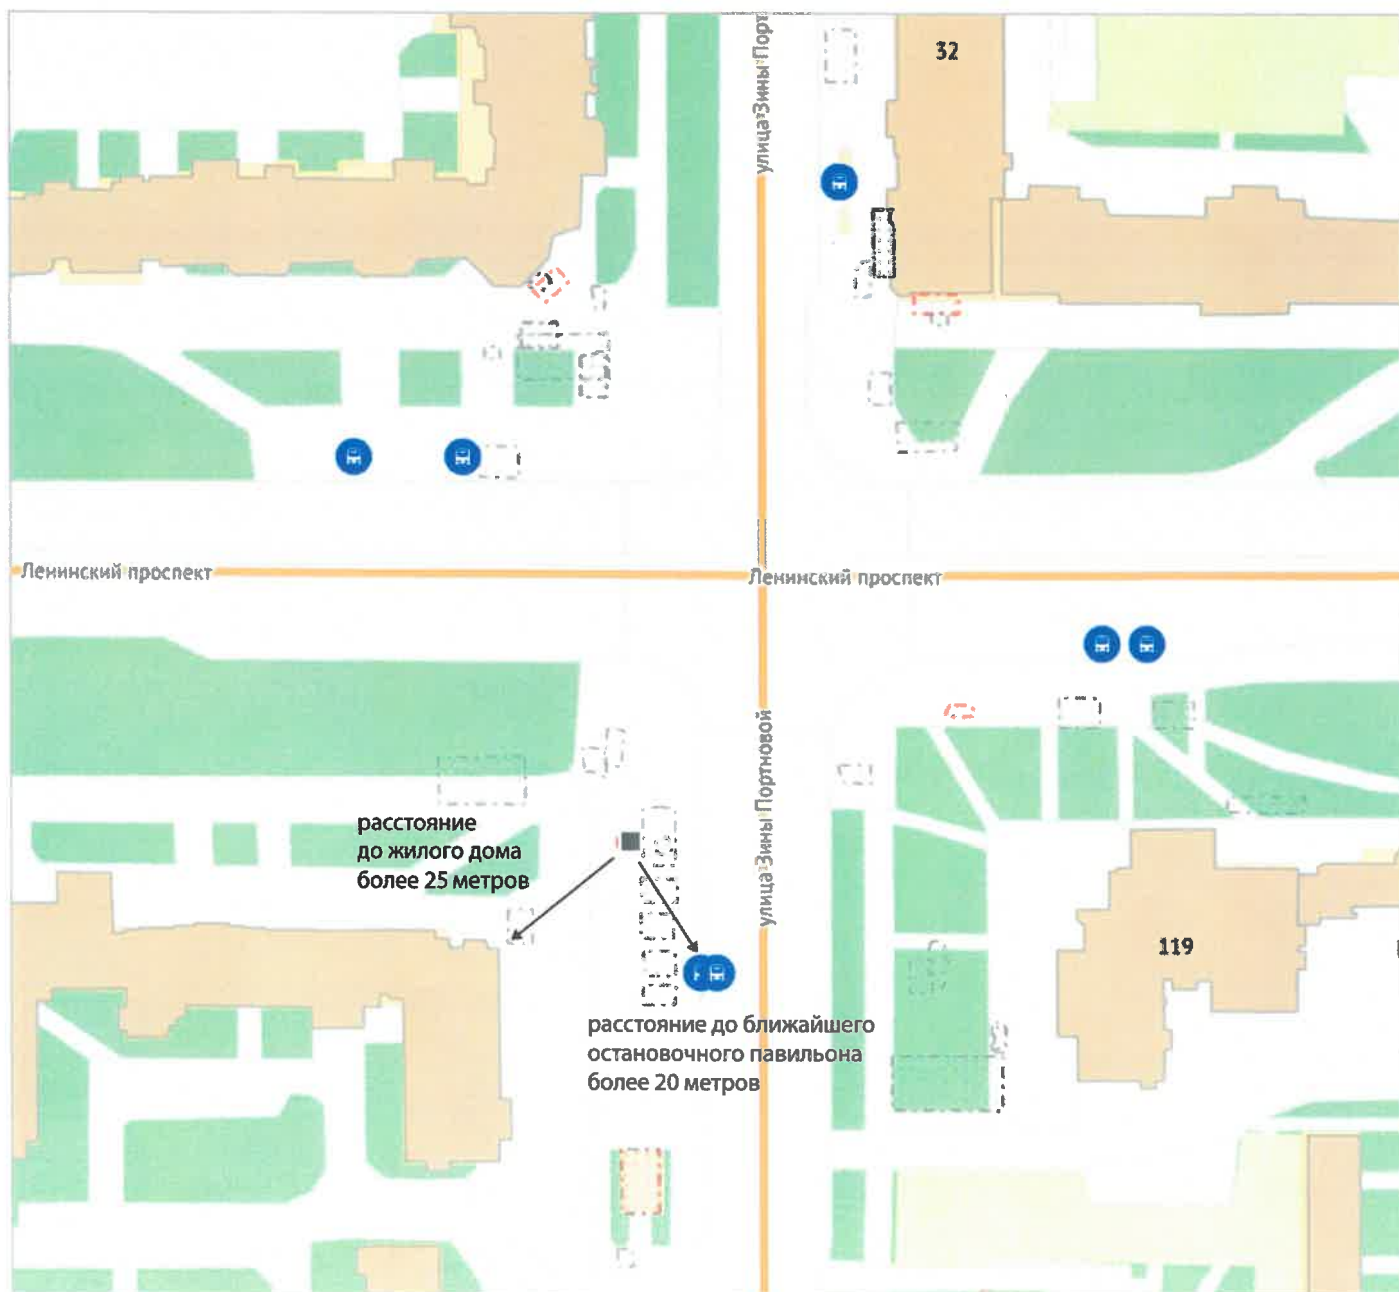 улица Зины Порт
32
Ленинский проспект
Ленинский проспект
улица Зины Портновой
расстояние
до жилого дома
более 25 метров
119
расстояние до ближайшего
остановочного павильона
более 20 метров